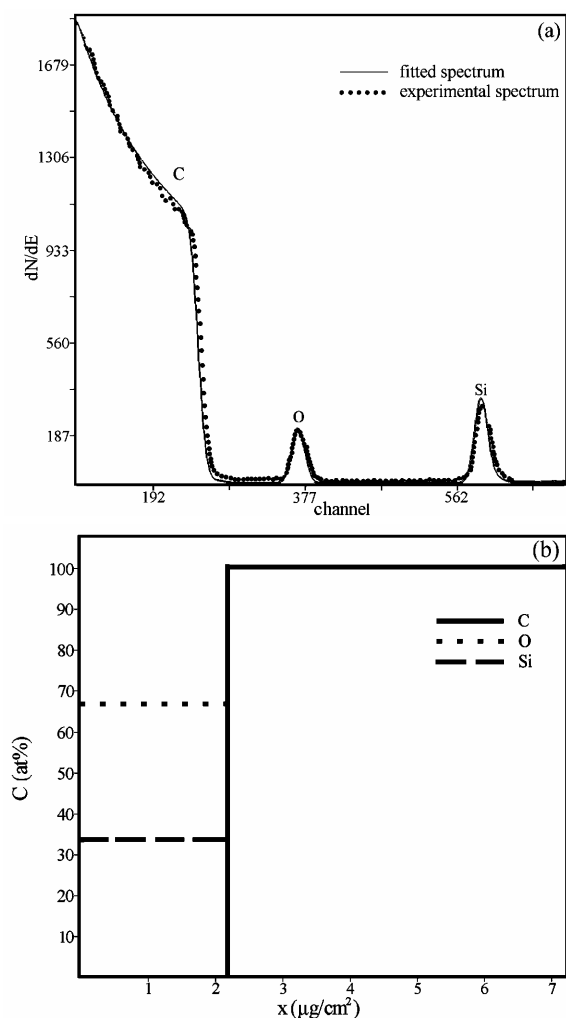 (a)
1679
1306
933
560
187
dN/dE
fitted spectrum
experimental spectrum
C
O
Si
192
377
562
channel
(b)
100
90
80
70
60
50
40
30
20
10
C (at%)
C
O
Si
1
2
3
4
5
6
7
x (μg/cm²)